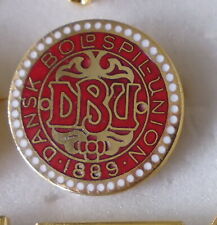 DANSK BOLDSPIL-UNION
· 1889 ·
DBU